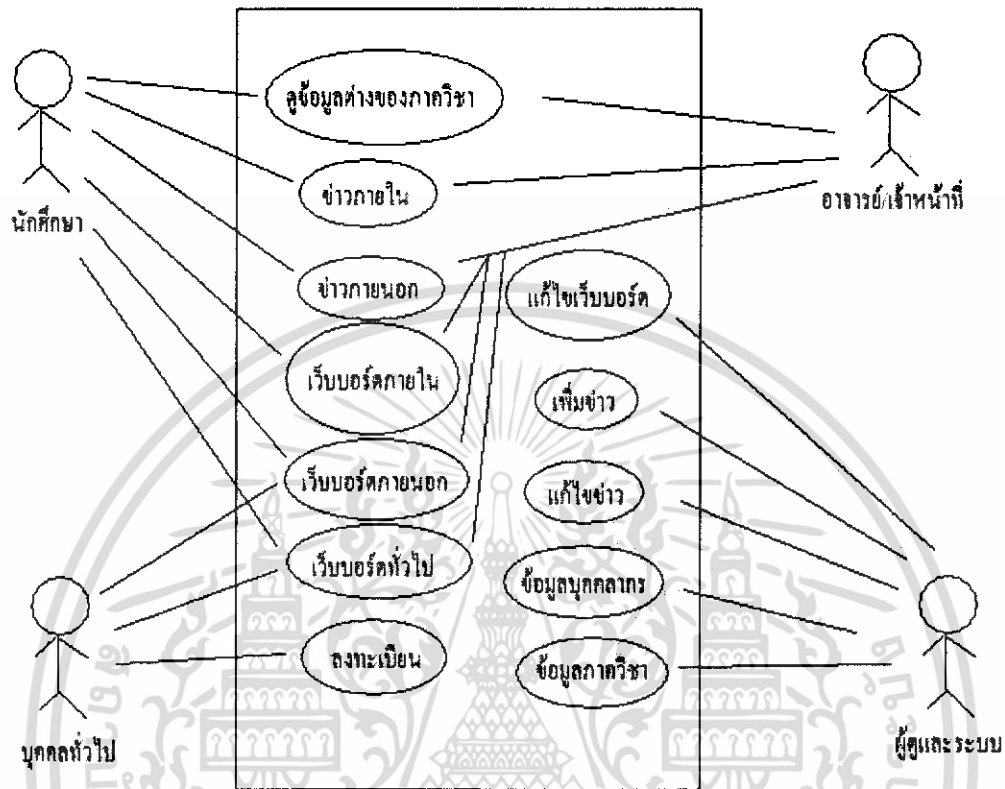 ดูข้อมูลต่างของภาควิชา
ข่าวภายใน
นักศึกษา
อาจารย์/เจ้าหน้าที่
ข่าวภายนอก
แก้ไขเว็บบอร์ด
เว็บบอร์ดภายใน
เพิ่มข่าว
เว็บบอร์ดภายนอก
แก้ไขข่าว
เว็บบอร์ดทั่วไป
ข้อมูลบุคคลากร
ลงทะเบียน
ข้อมูลภาควิชา
บุคคลทั่วไป
ผู้ดูและระบบ